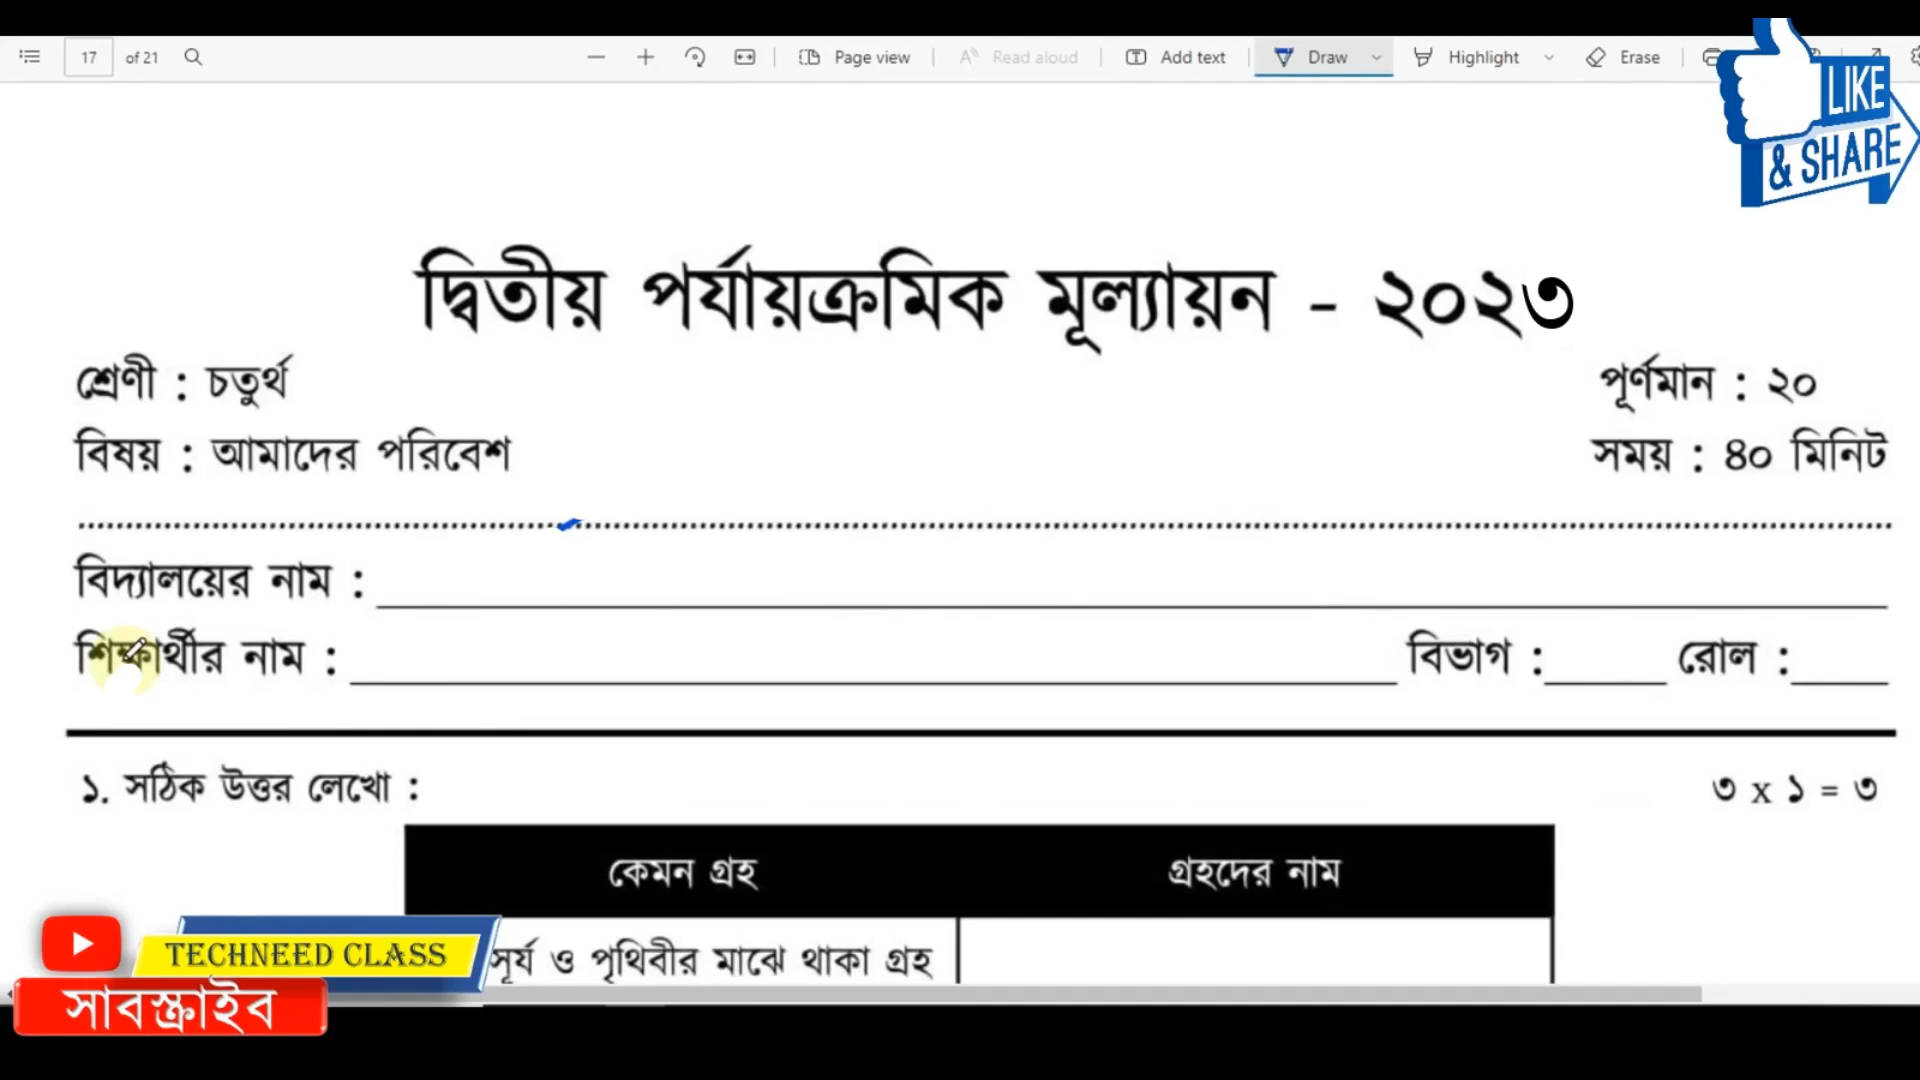 17 of 21 Page view Read aloud Add text Draw Highlight Erase
LIKE
& SHARE
দ্বিতীয় পর্যায়ক্রমিক মূল্যায়ন - ২০২৩
শ্রেণী : চতুর্থ পূর্ণমান : ২০
বিষয় : আমাদের পরিবেশ সময় : ৪০ মিনিট
বিদ্যালয়ের নাম :
শিক্ষার্থীর নাম : বিভাগ : রোল :
১. সঠিক উত্তর লেখো : ৩ x ১ = ৩
কেমন গ্রহ গ্রহদের নাম
সূর্য ও পৃথিবীর মাঝে থাকা গ্রহ
TECHNEED CLASS
সাবস্ক্রাইব